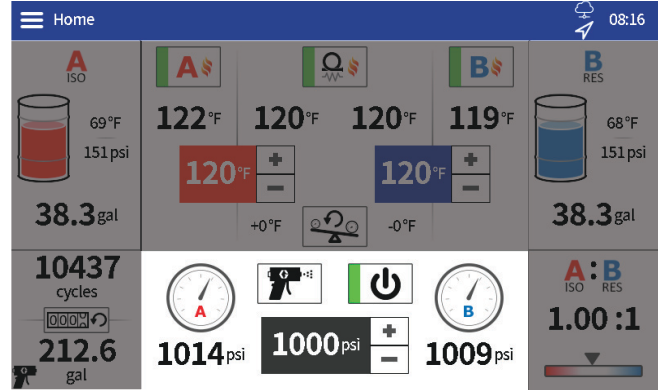 Home
08:16
A
ISO
69°F
151 psi
38.3 gal
A
Ω
B
122°F
120°F
120°F
119°F
120°F
+
−
120°F
+
−
+0°F
-0°F
B
RES
68°F
151 psi
38.3 gal
10437
cycles
000
212.6
gal
A
1014 psi
1000 psi
+
−
B
1009 psi
A : B
ISO RES
1.00 :1